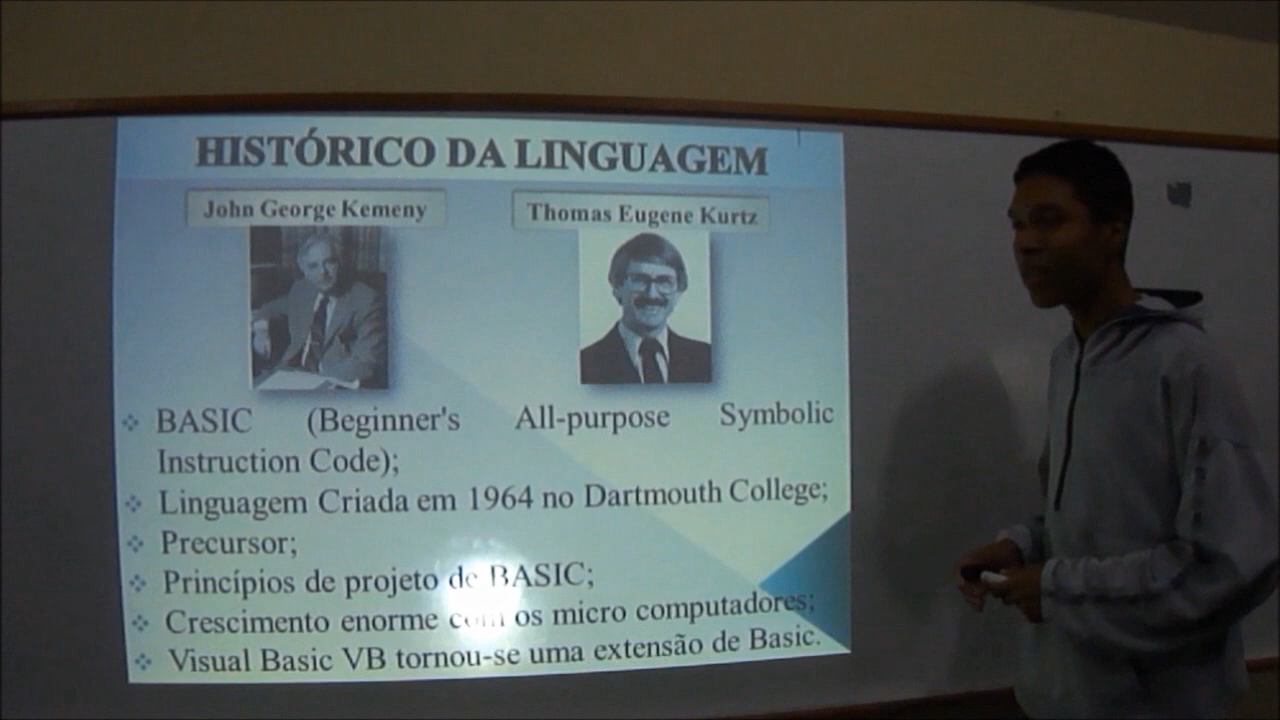 HISTÓRICO DA LINGUAGEM
John George Kemeny
Thomas Eugene Kurtz
BASIC (Beginner's All-purpose Symbolic
Instruction Code);
Linguagem Criada em 1964 no Dartmouth College;
Precursor;
Princípios de projeto de BASIC;
Crescimento enorme com os micro computadores;
Visual Basic VB tornou-se uma extensão de Basic.